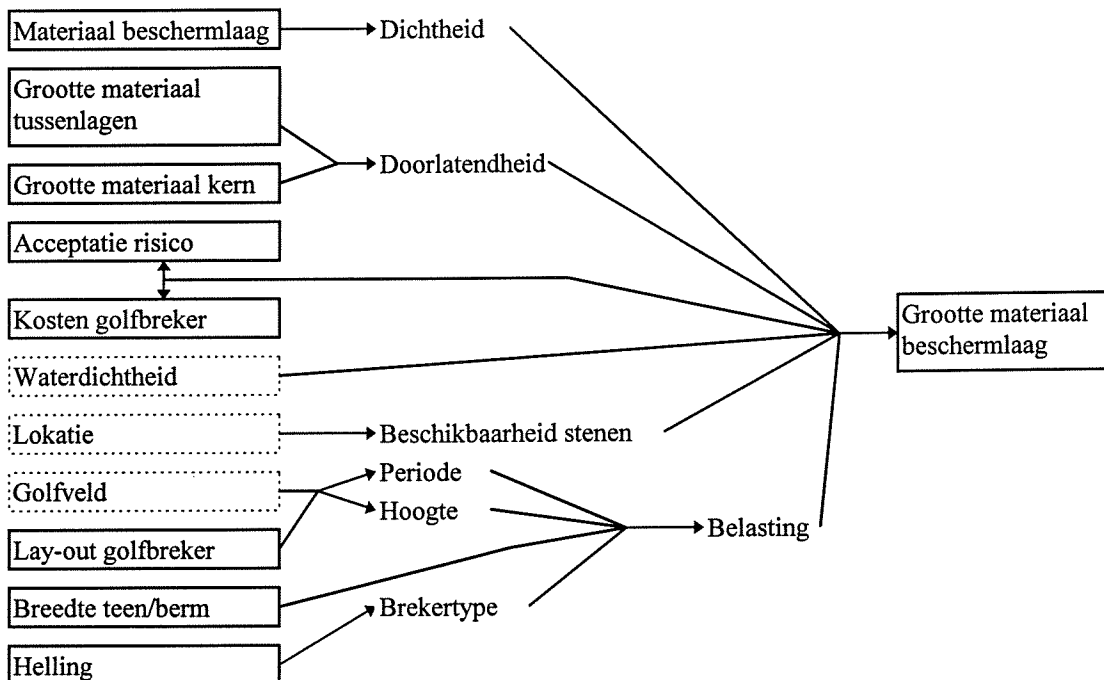 Materiaal beschermlaag
Dichtheid
Grootte materiaal
tussenlagen
Doorlatendheid
Grootte materiaal kern
Acceptatie risico
Kosten golfbreker
Grootte materiaal
beschermlaag
Waterdichtheid
Lokatie
Beschikbaarheid stenen
Golfveld
Periode
Hoogte
Belasting
Lay-out golfbreker
Breedte teen/berm
Brekertype
Helling